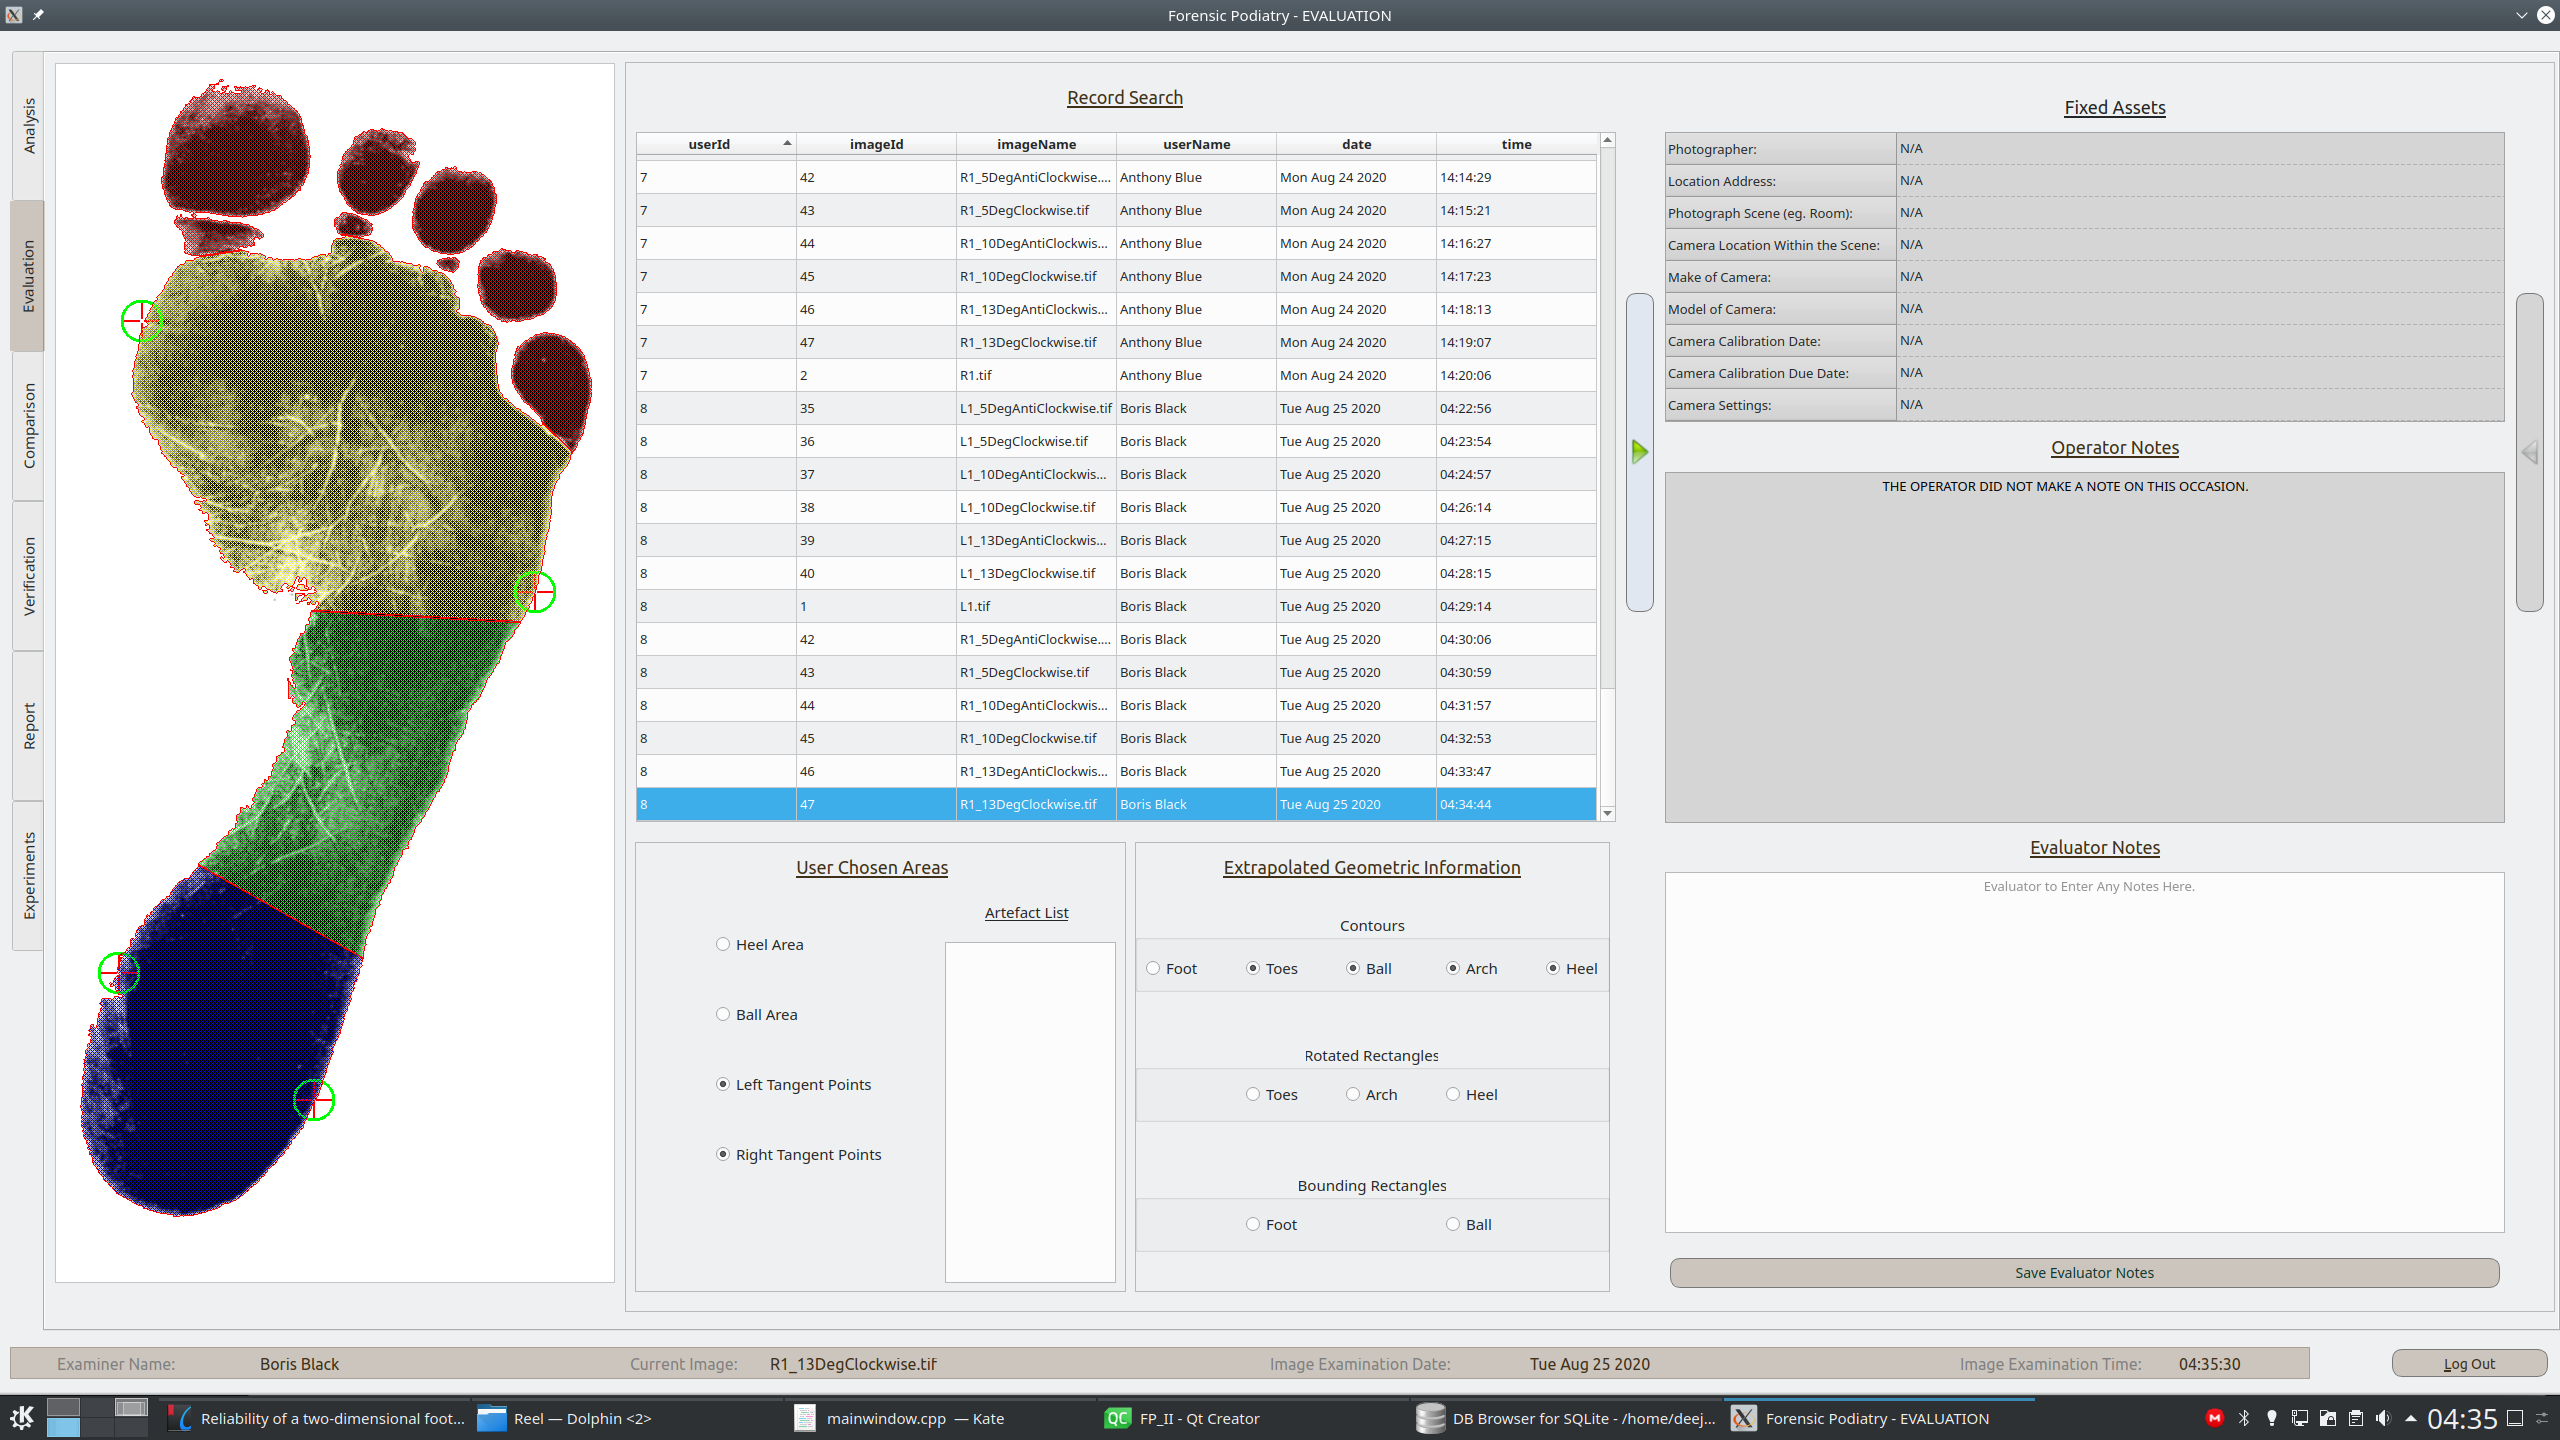 Forensic Podiatry - EVALUATION
Analysis
Evaluation
Comparison
Verification
Report
Experiments
Record Search
userId imageId imageName userName date time
7 42 R1_5DegAntiClockwise.... Anthony Blue Mon Aug 24 2020 14:14:29
7 43 R1_5DegClockwise.tif Anthony Blue Mon Aug 24 2020 14:15:21
7 44 R1_10DegAntiClockwis... Anthony Blue Mon Aug 24 2020 14:16:27
7 45 R1_10DegClockwise.tif Anthony Blue Mon Aug 24 2020 14:17:23
7 46 R1_13DegAntiClockwis... Anthony Blue Mon Aug 24 2020 14:18:13
7 47 R1_13DegClockwise.tif Anthony Blue Mon Aug 24 2020 14:19:07
7 2 R1.tif Anthony Blue Mon Aug 24 2020 14:20:06
8 35 L1_5DegAntiClockwise.tif Boris Black Tue Aug 25 2020 04:22:56
8 36 L1_5DegClockwise.tif Boris Black Tue Aug 25 2020 04:23:54
8 37 L1_10DegAntiClockwis... Boris Black Tue Aug 25 2020 04:24:57
8 38 L1_10DegClockwise.tif Boris Black Tue Aug 25 2020 04:26:14
8 39 L1_13DegAntiClockwis... Boris Black Tue Aug 25 2020 04:27:15
8 40 L1_13DegClockwise.tif Boris Black Tue Aug 25 2020 04:28:15
8 1 L1.tif Boris Black Tue Aug 25 2020 04:29:14
8 42 R1_5DegAntiClockwise.... Boris Black Tue Aug 25 2020 04:30:06
8 43 R1_5DegClockwise.tif Boris Black Tue Aug 25 2020 04:30:59
8 44 R1_10DegAntiClockwis... Boris Black Tue Aug 25 2020 04:31:57
8 45 R1_10DegClockwise.tif Boris Black Tue Aug 25 2020 04:32:53
8 46 R1_13DegAntiClockwis... Boris Black Tue Aug 25 2020 04:33:47
8 47 R1_13DegClockwise.tif Boris Black Tue Aug 25 2020 04:34:44
User Chosen Areas
Artefact List
Heel Area
Ball Area
Left Tangent Points
Right Tangent Points
Extrapolated Geometric Information
Contours
Foot Toes Ball Arch Heel
Rotated Rectangles
Toes Arch Heel
Bounding Rectangles
Foot Ball
Fixed Assets
Photographer: N/A
Location Address: N/A
Photograph Scene (eg. Room): N/A
Camera Location Within the Scene: N/A
Make of Camera: N/A
Model of Camera: N/A
Camera Calibration Date: N/A
Camera Calibration Due Date: N/A
Camera Settings: N/A
Operator Notes
THE OPERATOR DID NOT MAKE A NOTE ON THIS OCCASION.
Evaluator Notes
Evaluator to Enter Any Notes Here.
Save Evaluator Notes
Examiner Name: Boris Black Current Image: R1_13DegClockwise.tif Image Examination Date: Tue Aug 25 2020 Image Examination Time: 04:35:30 Log Out
Reliability of a two-dimensional foot... Reel — Dolphin <2> mainwindow.cpp — Kate QC FP_II - Qt Creator DB Browser for SQLite - /home/deej... Forensic Podiatry - EVALUATION 04:35